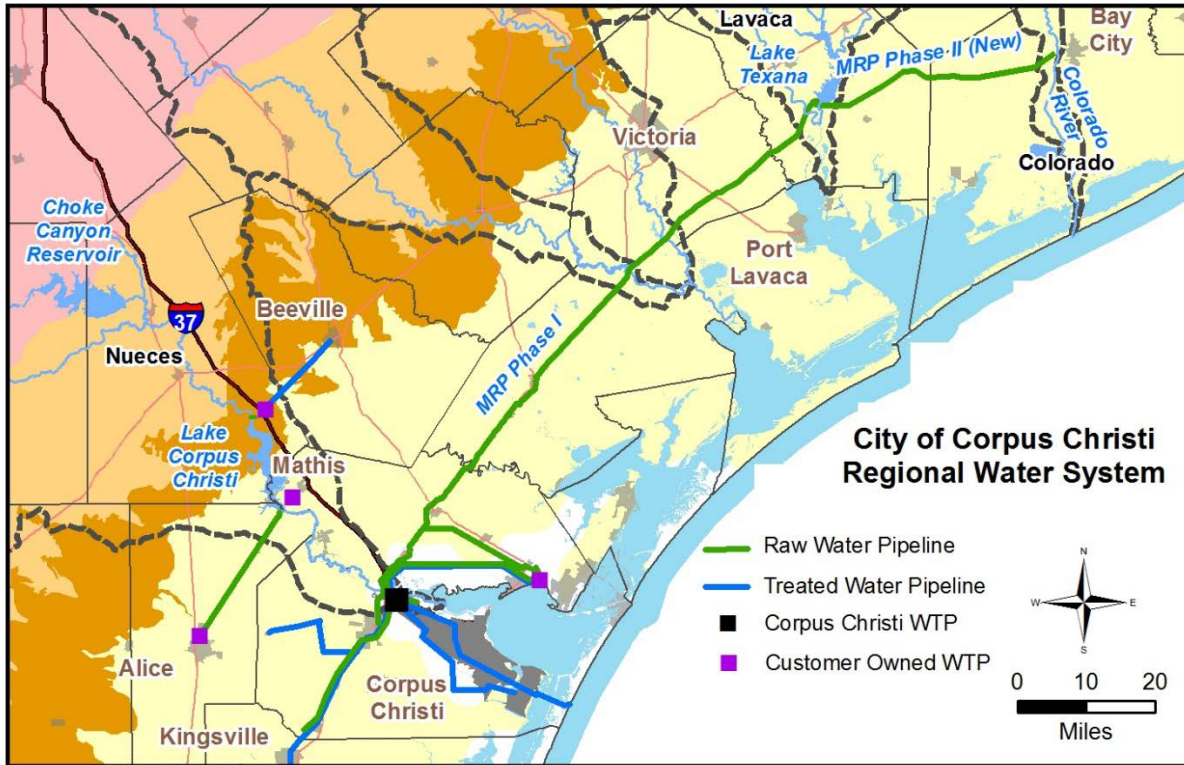 Lavaca
Lake
Texana
MRP Phase II (New)
Bay
City
Colorado
River
Colorado
Victoria
Choke
Canyon
Reservoir
Port
Lavaca
Beeville
37
Nueces
MRP Phase I
Lake
Corpus
Christi
Mathis
City of Corpus Christi
Regional Water System
Raw Water Pipeline
Treated Water Pipeline
Corpus Christi WTP
Customer Owned WTP
N
W
E
S
0
10
20
Miles
Alice
Corpus
Christi
Kingsville